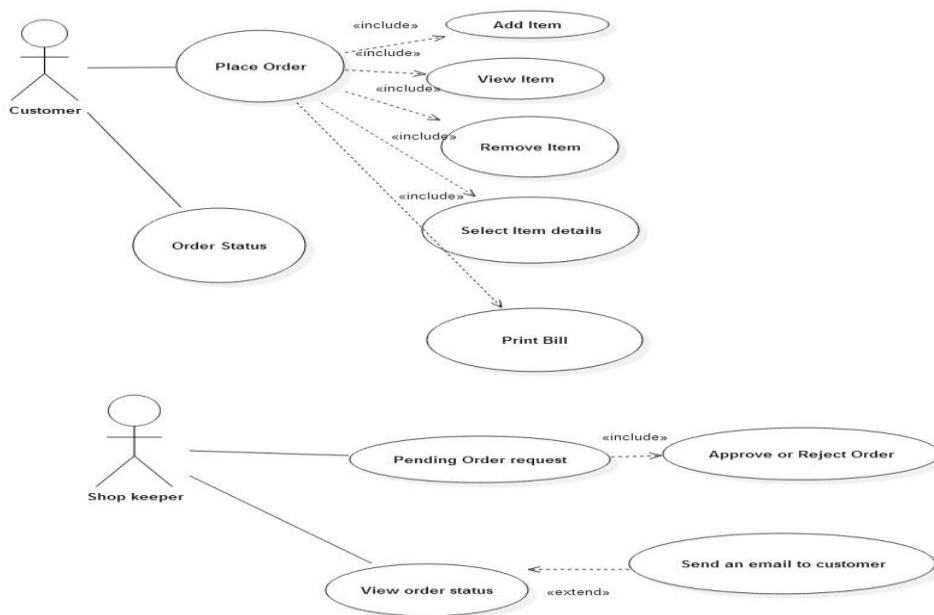 «include»
Add Item
Place Order
«include»
View Item
«include»
Customer
«include»
Remove Item
«include»
Select Item details
Order Status
Print Bill
«include»
Pending Order request
Approve or Reject Order
Shop keeper
Send an email to customer
View order status
«extend»